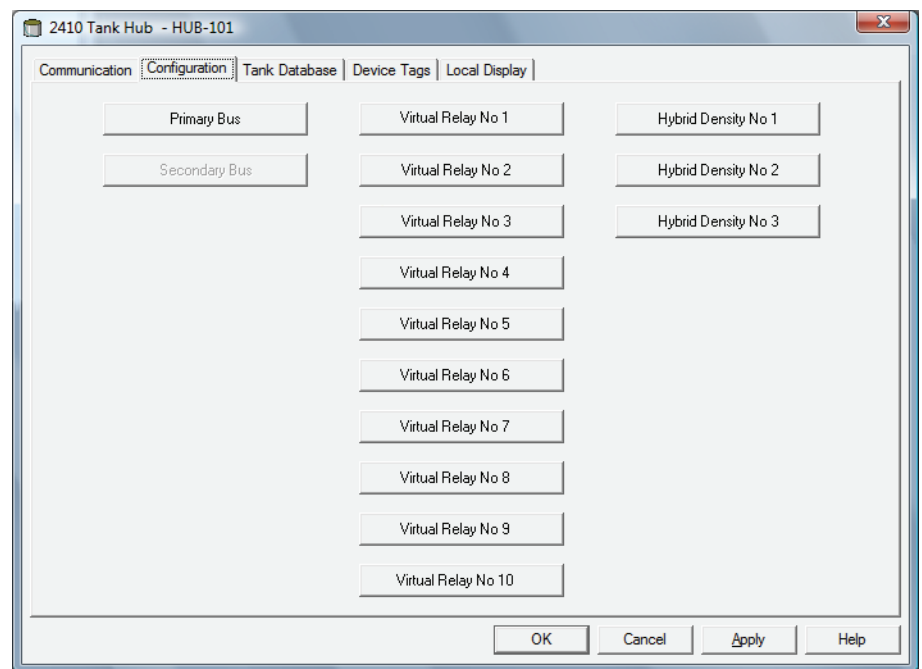 2410 Tank Hub - HUB-101
Communication Configuration Tank Database Device Tags Local Display
Primary Bus Virtual Relay No 1 Hybrid Density No 1
Secondary Bus Virtual Relay No 2 Hybrid Density No 2
Virtual Relay No 3 Hybrid Density No 3
Virtual Relay No 4
Virtual Relay No 5
Virtual Relay No 6
Virtual Relay No 7
Virtual Relay No 8
Virtual Relay No 9
Virtual Relay No 10
OK Cancel Apply Help